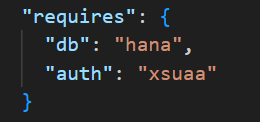 "requires": {
"db": "hana",
"auth": "xsuaa"
}